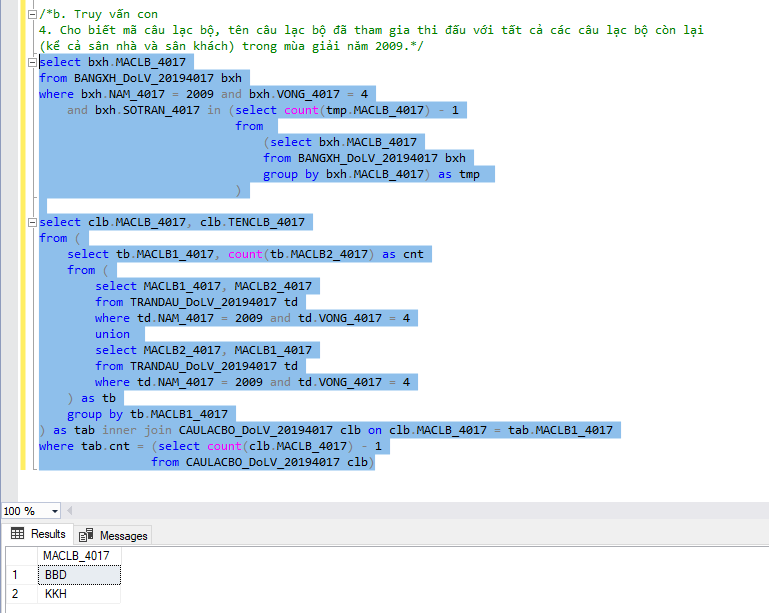 /*b. Truy vấn con
4. Cho biết mã câu lạc bộ, tên câu lạc bộ đã tham gia thi đấu với tất cả các câu lạc bộ còn lại
(kể cả sân nhà và sân khách) trong mùa giải năm 2009.*/
select bxh.MACLB_4017
from BANGXH_DoLV_20194017 bxh
where bxh.NAM_4017 = 2009 and bxh.VONG_4017 = 4
and bxh.SOTRAN_4017 in (select count(tmp.MACLB_4017) - 1
from
(select bxh.MACLB_4017
from BANGXH_DoLV_20194017 bxh
group by bxh.MACLB_4017) as tmp
)
select clb.MACLB_4017, clb.TENCLB_4017
from (
select tb.MACLB1_4017, count(tb.MACLB2_4017) as cnt
from (
select MACLB1_4017, MACLB2_4017
from TRANDAU_DoLV_20194017 td
where td.NAM_4017 = 2009 and td.VONG_4017 = 4
union
select MACLB2_4017, MACLB1_4017
from TRANDAU_DoLV_20194017 td
where td.NAM_4017 = 2009 and td.VONG_4017 = 4
) as tb
group by tb.MACLB1_4017
) as tab inner join CAULACBO_DoLV_20194017 clb on clb.MACLB_4017 = tab.MACLB1_4017
where tab.cnt = (select count(clb.MACLB_4017) - 1
from CAULACBO_DoLV_20194017 clb)
100 %
Results Messages
MACLB_4017
1 BBD
2 KKH